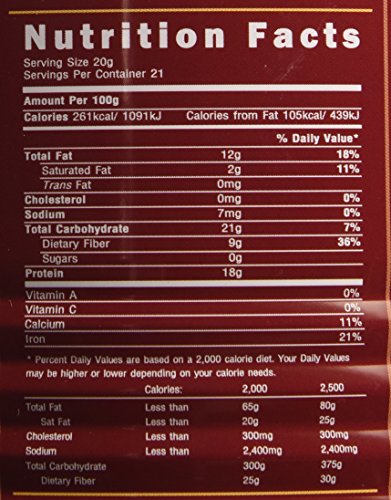 Nutrition Facts
Serving Size 20g
Servings Per Container 21
Amount Per 100g
Calories 261kcal/ 1091kJ Calories from Fat 105kcal/ 439kJ
% Daily Value*
Total Fat 12g 18%
Saturated Fat 2g 11%
Trans Fat 0mg
Cholesterol 0mg 0%
Sodium 7mg 0%
Total Carbohydrate 21g 7%
Dietary Fiber 9g 36%
Sugars 0g
Protein 18g
Vitamin A 0%
Vitamin C 0%
Calcium 11%
Iron 21%
* Percent Daily Values are based on a 2,000 calorie diet. Your Daily Values
may be higher or lower depending on your calorie needs.
Calories: 2,000 2,500
Total Fat Less than 65g 80g
Sat Fat Less than 20g 25g
Cholesterol Less than 300mg 300mg
Sodium Less than 2,400mg 2,400mg
Total Carbohydrate 300g 375g
Dietary Fiber 25g 30g